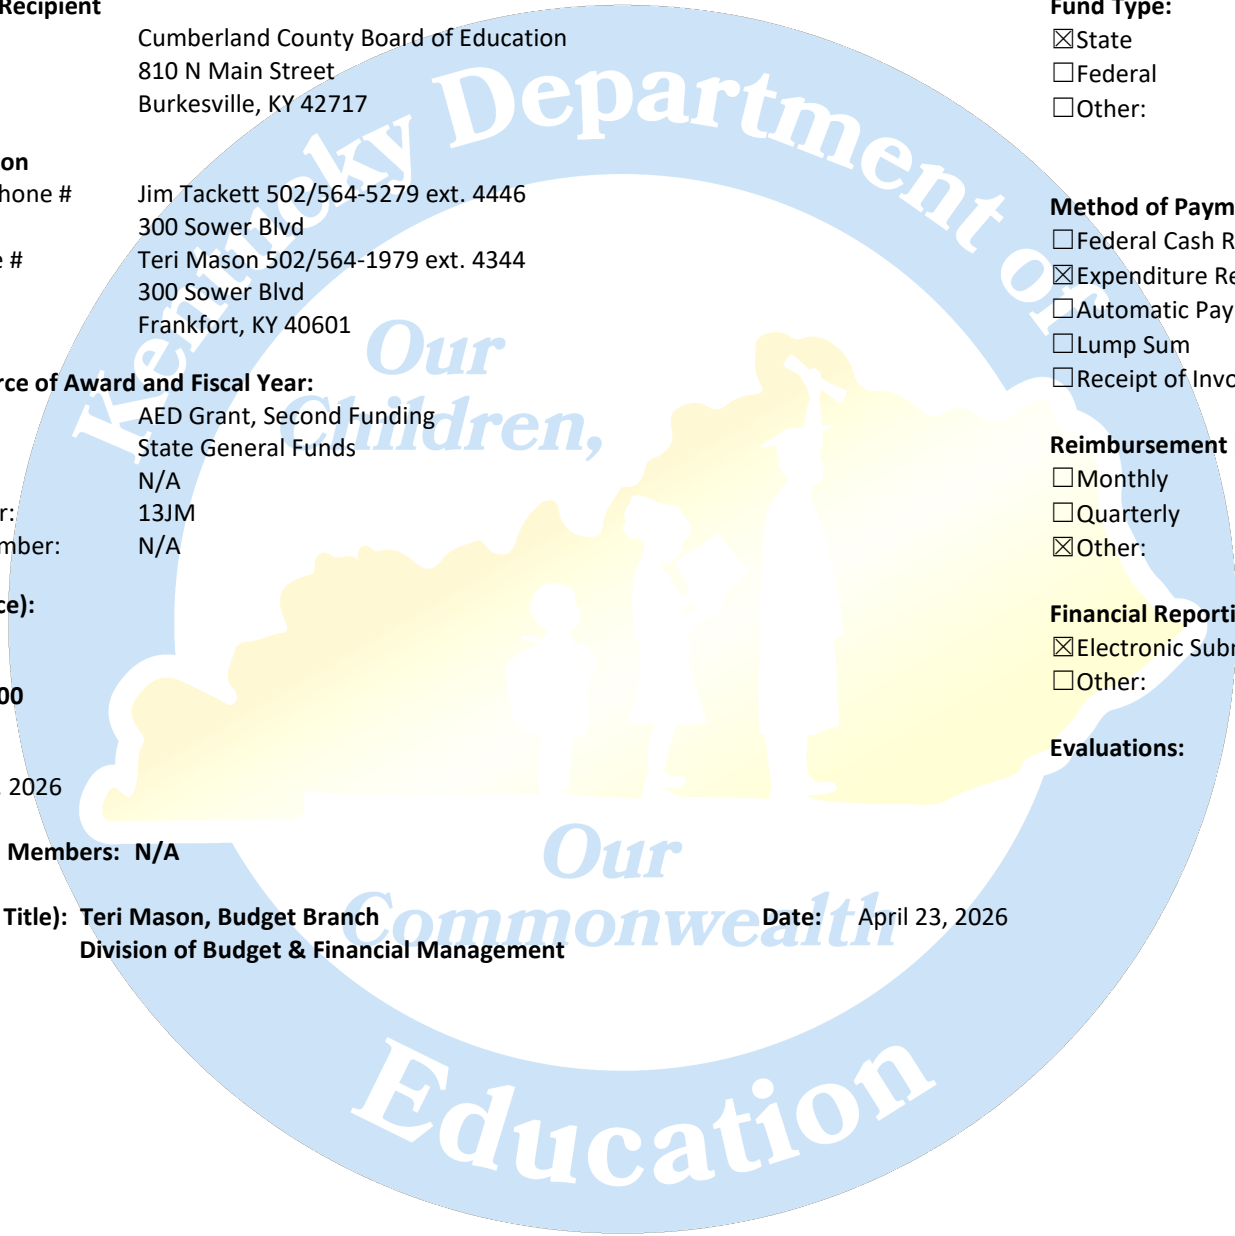 Recipient
Cumberland County Board of Education
810 N Main Street
Burkesville, KY 42717
on
hone # Jim Tackett 502/564-5279 ext. 4446
300 Sower Blvd
e # Teri Mason 502/564-1979 ext. 4344
300 Sower Blvd
Frankfort, KY 40601
rce of Award and Fiscal Year:
AED Grant, Second Funding
State General Funds
N/A
r: 13JM
mber: N/A
ce):
00
, 2026
Members: N/A
Title): Teri Mason, Budget Branch Date: April 23, 2026
Division of Budget & Financial Management
Fund Type:
☒State
☐Federal
☐Other:
Method of Paym
☐Federal Cash R
☒Expenditure Re
☐Automatic Pay
☐Lump Sum
☐Receipt of Invo
Reimbursement
☐Monthly
☐Quarterly
☒Other:
Financial Reporti
☒Electronic Subr
☐Other:
Evaluations:
Kentucky Department of
Education
Our
Children,
Our
Commonwealth